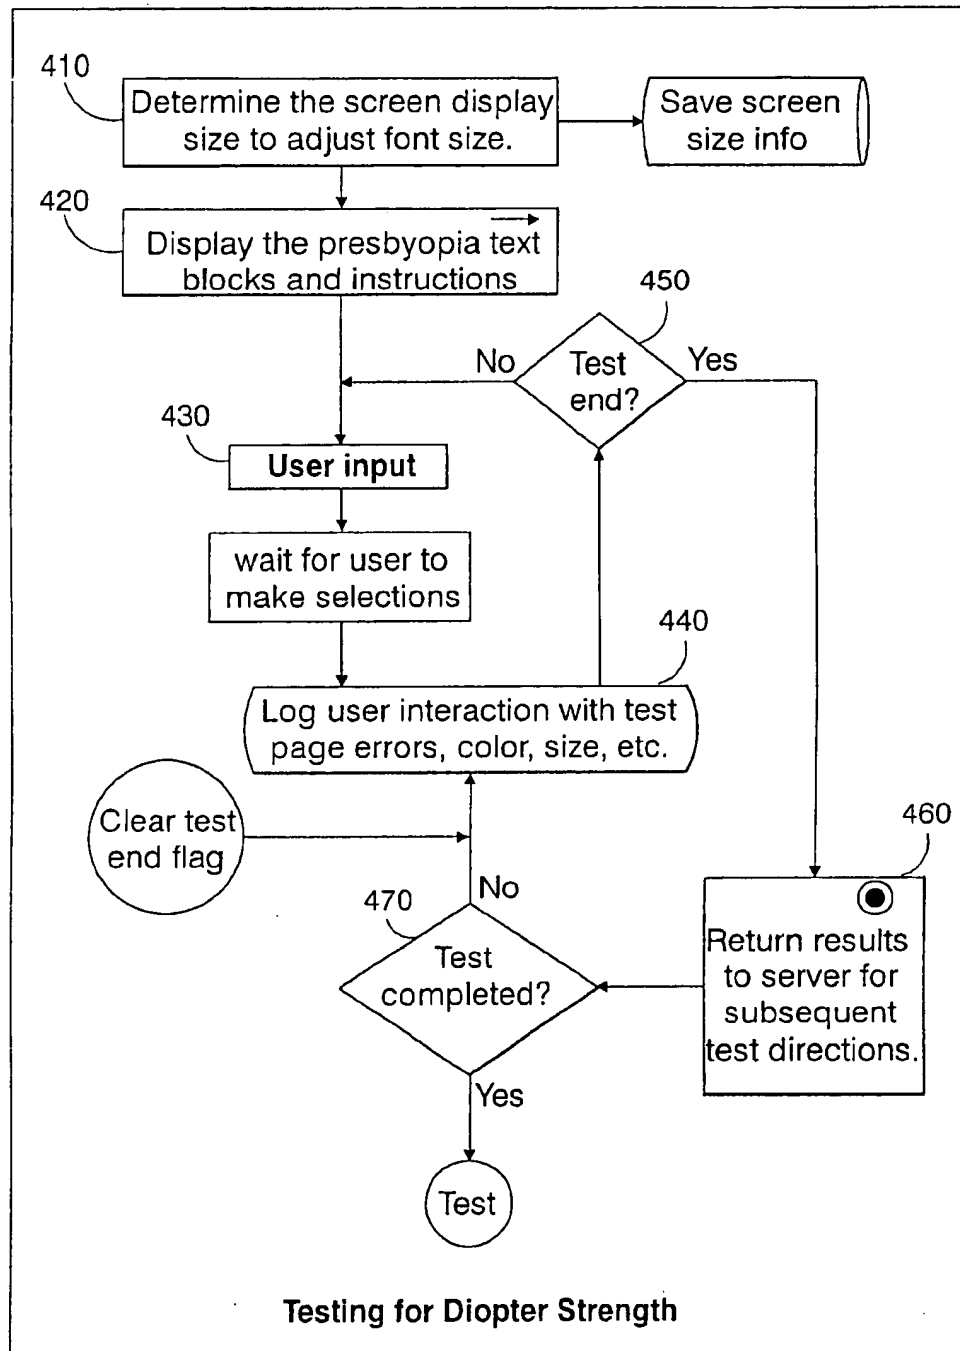 410
Determine the screen display
size to adjust font size.
Save screen
size info
420
Display the presbyopia text
blocks and instructions
450
Test
end?
No
Yes
430
User input
wait for user to
make selections
440
Log user interaction with test
page errors, color, size, etc.
Clear test
end flag
460
Return results
to server for
subsequent
test directions.
470
No
Test
completed?
Yes
Test
Testing for Diopter Strength